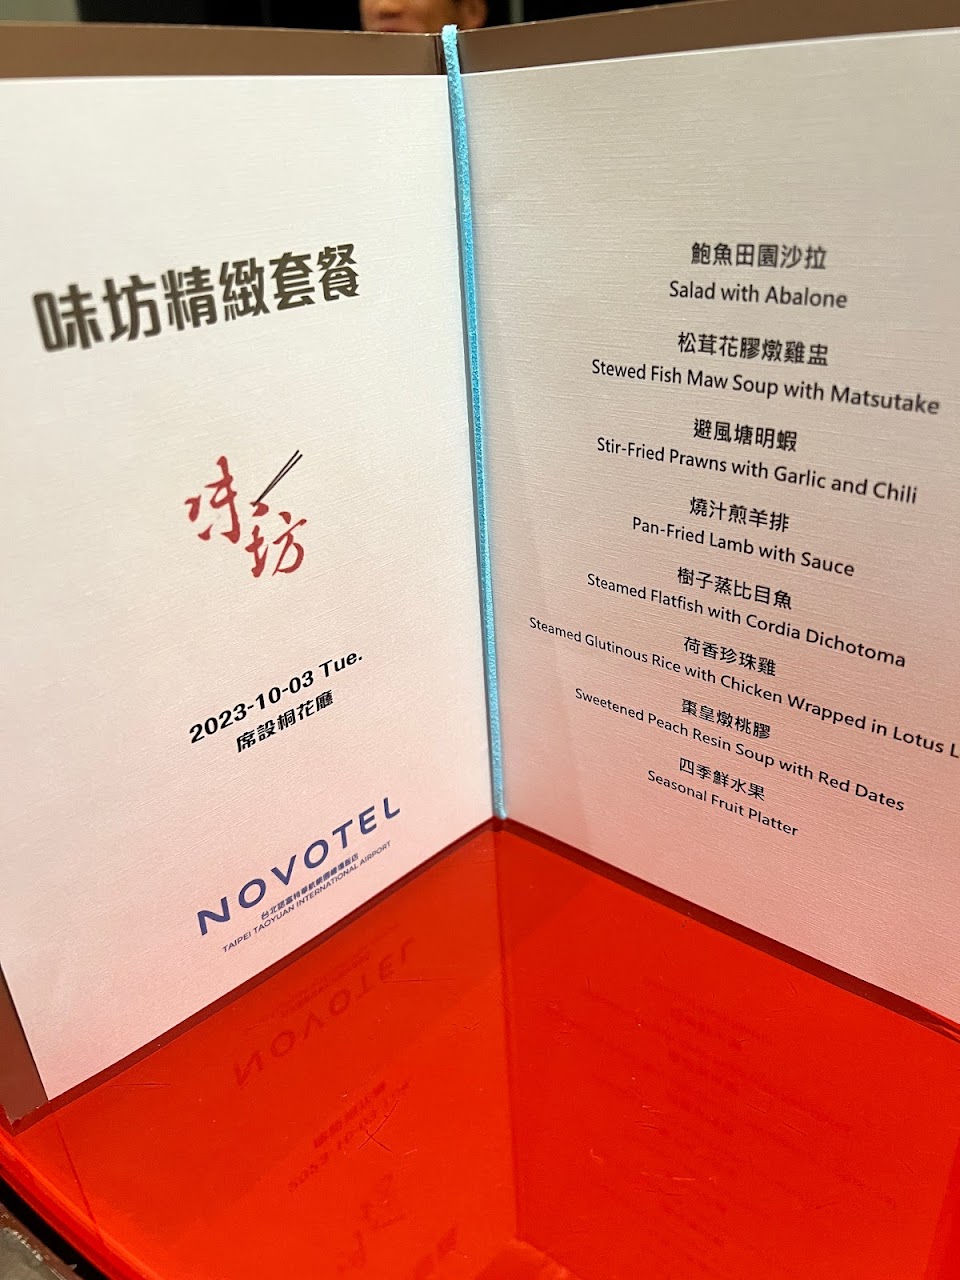 味坊精緻套餐
味坊
2023-10-03 Tue.
席設桐花廳
NOVOTEL
台北諾富特華航桃園機場飯店
TAIPEI TAOYUAN INTERNATIONAL AIRPORT
鮑魚田園沙拉
Salad with Abalone
松茸花膠燉雞盅
Stewed Fish Maw Soup with Matsutake
避風塘明蝦
Stir-Fried Prawns with Garlic and Chili
燒汁煎羊排
Pan-Fried Lamb with Sauce
樹子蒸比目魚
Steamed Flatfish with Cordia Dichotoma
荷香珍珠雞
Steamed Glutinous Rice with Chicken Wrapped in Lotus L
棗皇燉桃膠
Sweetened Peach Resin Soup with Red Dates
四季鮮水果
Seasonal Fruit Platter